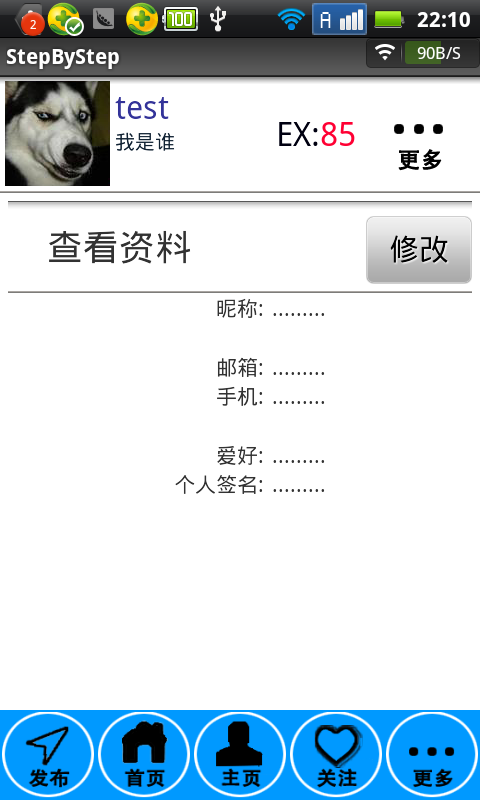 2 100 A 22:10
StepByStep 90B/S
test
我是谁
EX:85
更多
查看资料 修改
昵称: .........
邮箱: .........
手机: .........
爱好: .........
个人签名: .........
发布 首页 主页 关注 更多